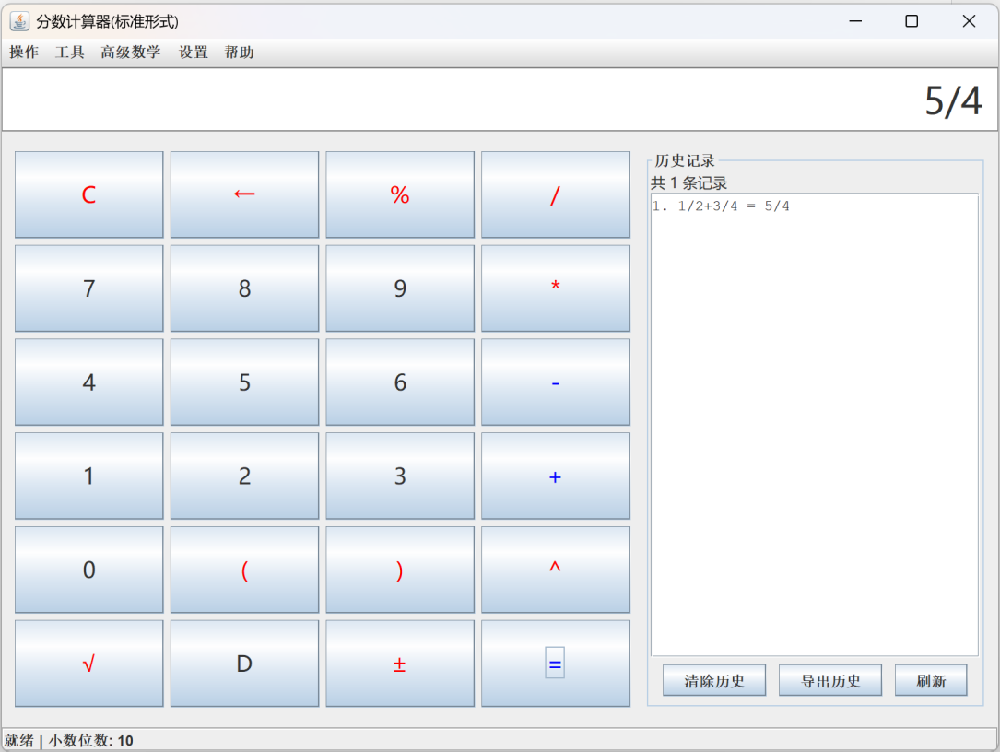 分数计算器(标准形式)
操作 工具 高级数学 设置 帮助
5/4
C ← % /
7 8 9 *
4 5 6 -
1 2 3 +
0 ( ) ^
√ D ± =
历史记录
共 1 条记录
1. 1/2+3/4 = 5/4
清除历史 导出历史 刷新
就绪 | 小数位数: 10